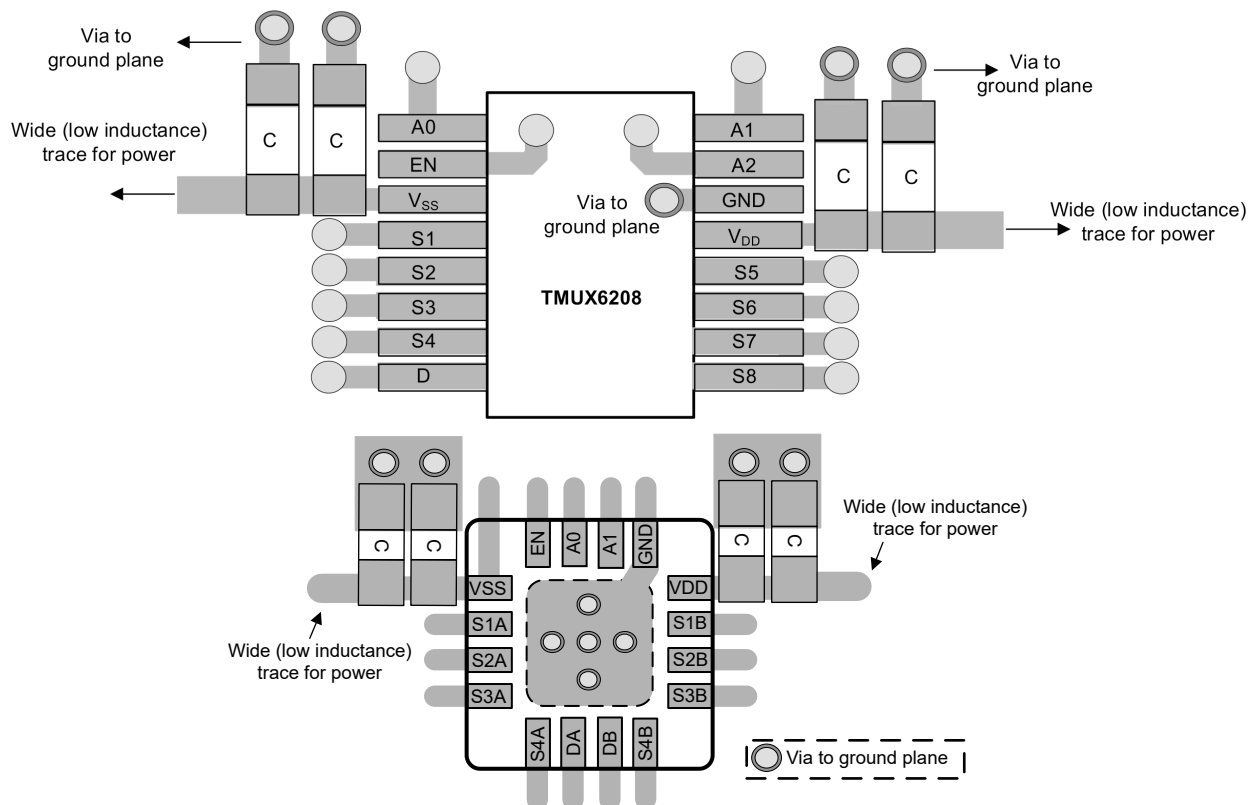 Via to
ground plane
Via to
ground plane
Wide (low inductance)
trace for power
C
C
A0
EN
VSS
S1
S2
S3
S4
D
Via to
ground plane
TMUX6208
A1
A2
GND
VDD
S5
S6
S7
S8
C
C
Wide (low inductance)
trace for power
C
C
EN
A0
A1
GND
C
C
Wide (low inductance)
trace for power
VSS
S1A
S2A
S3A
VDD
S1B
S2B
S3B
Wide (low inductance)
trace for power
S4A
DA
DB
S4B
Via to ground plane